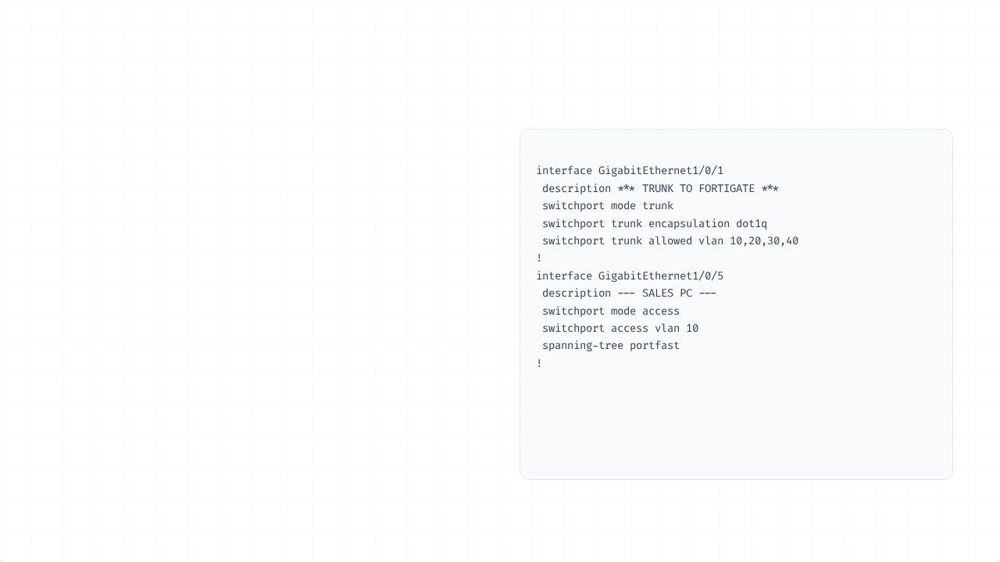 interface GigabitEthernet1/0/1
 description *** TRUNK TO FORTIGATE ***
 switchport mode trunk
 switchport trunk encapsulation dot1q
 switchport trunk allowed vlan 10,20,30,40
!
interface GigabitEthernet1/0/5
 description --- SALES PC ---
 switchport mode access
 switchport access vlan 10
 spanning-tree portfast
!